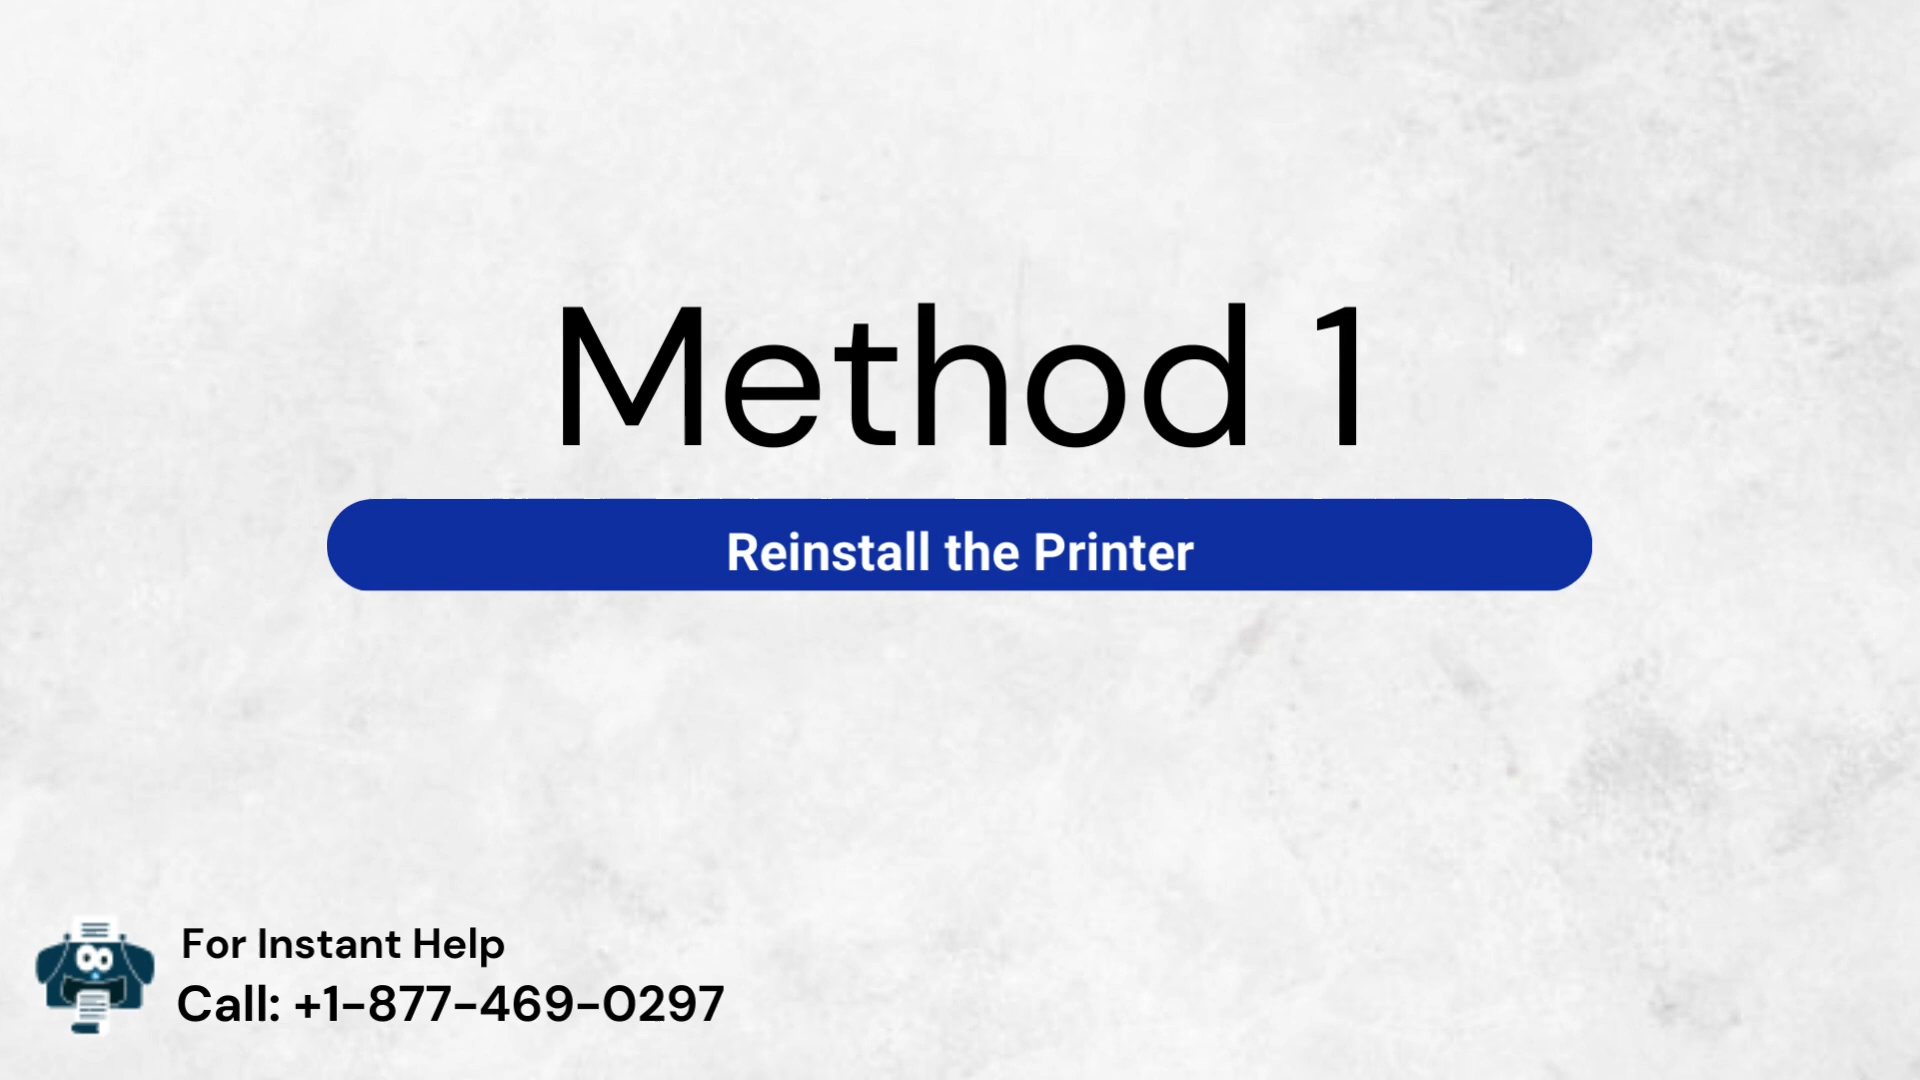 Method 1
Reinstall the Printer
For Instant Help
Call: +1-877-469-0297